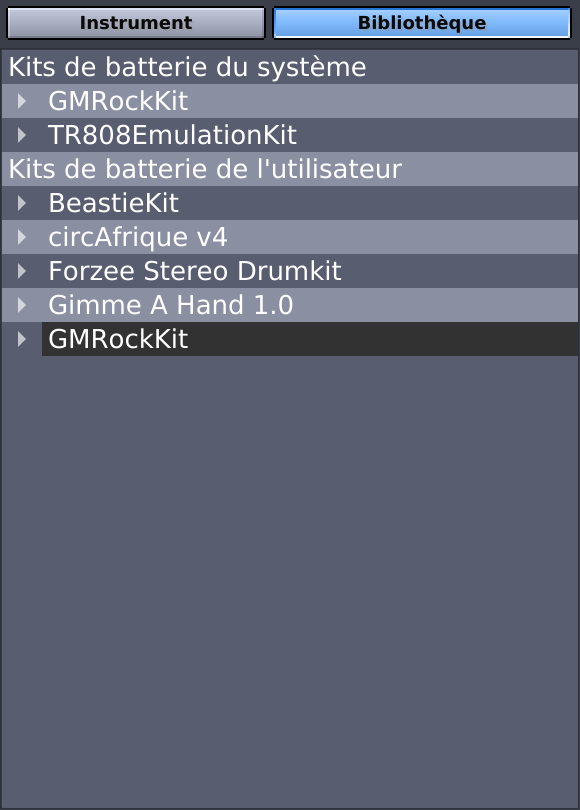 Instrument
Bibliothèque
Kits de batterie du système
GMRockKit
TR808EmulationKit
Kits de batterie de l'utilisateur
BeastieKit
circAfrique v4
Forzee Stereo Drumkit
Gimme A Hand 1.0
GMRockKit